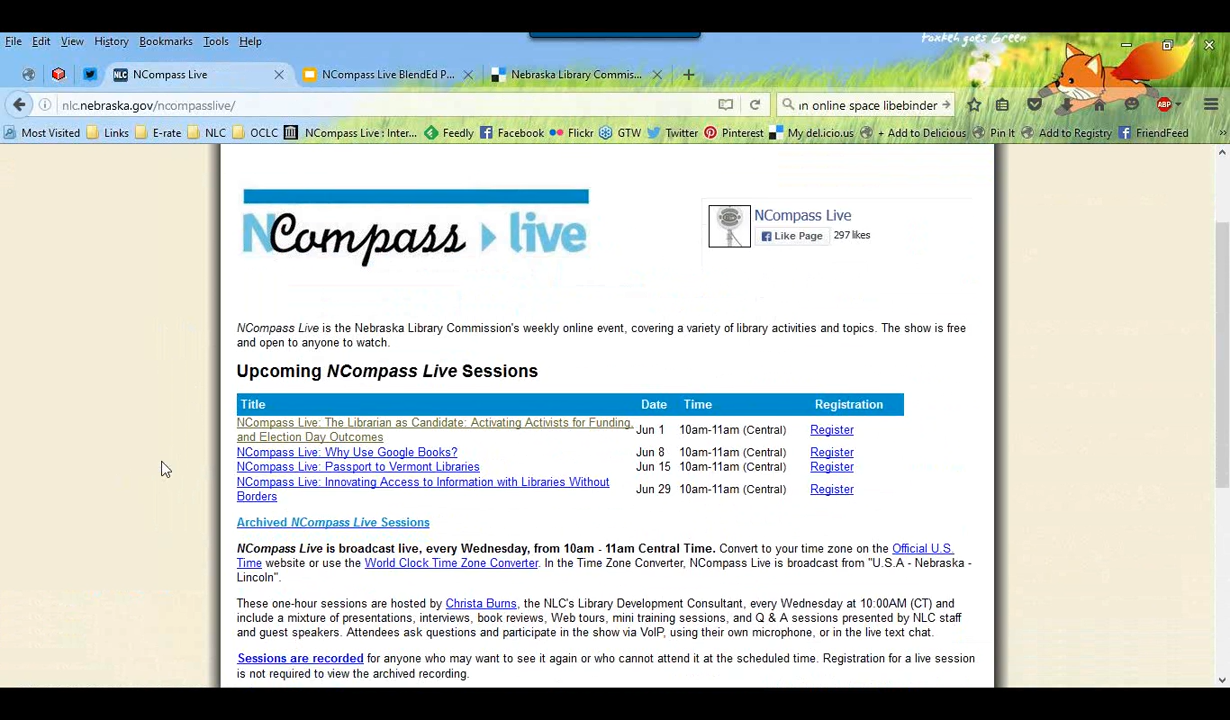 Foxkeh goes Green
File Edit View History Bookmarks Tools Help
NCompass Live × NCompass Live BlendEd P... × Nebraska Library Commis... × +
nlc.nebraska.gov/ncompasslive/
in online space libebinder
Most Visited Links E-rate NLC OCLC NCompass Live : Inter... Feedly Facebook Flickr GTW Twitter Pinterest My del.icio.us + Add to Delicious Pin It Add to Registry FriendFeed »
NCompass live
NCompass Live
Like Page 297 likes
NCompass Live is the Nebraska Library Commission's weekly online event, covering a variety of library activities and topics. The show is free
and open to anyone to watch.
Upcoming NCompass Live Sessions
Title Date Time Registration
NCompass Live: The Librarian as Candidate: Activating Activists for Funding,
and Election Day Outcomes Jun 1 10am-11am (Central) Register
NCompass Live: Why Use Google Books? Jun 8 10am-11am (Central) Register
NCompass Live: Passport to Vermont Libraries Jun 15 10am-11am (Central) Register
NCompass Live: Innovating Access to Information with Libraries Without
Borders Jun 29 10am-11am (Central) Register
Archived NCompass Live Sessions
NCompass Live is broadcast live, every Wednesday, from 10am - 11am Central Time. Convert to your time zone on the Official U.S.
Time website or use the World Clock Time Zone Converter. In the Time Zone Converter, NCompass Live is broadcast from "U.S.A - Nebraska -
Lincoln".
These one-hour sessions are hosted by Christa Burns, the NLC's Library Development Consultant, every Wednesday at 10:00AM (CT) and
include a mixture of presentations, interviews, book reviews, Web tours, mini training sessions, and Q & A sessions presented by NLC staff
and guest speakers. Attendees ask questions and participate in the show via VoIP, using their own microphone, or in the live text chat.
Sessions are recorded for anyone who may want to see it again or who cannot attend it at the scheduled time. Registration for a live session
is not required to view the archived recording.